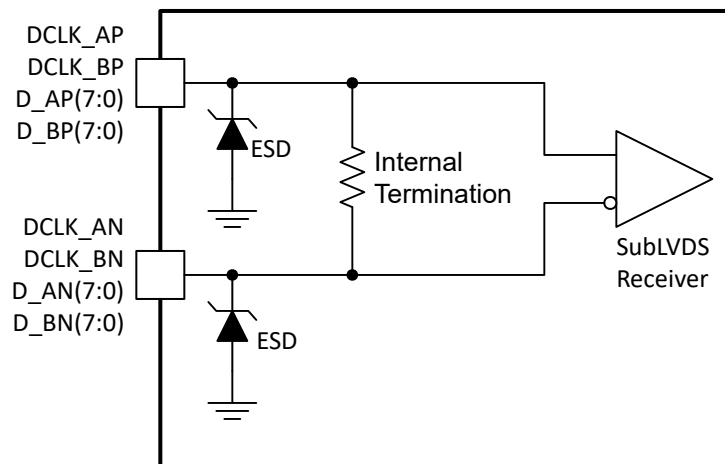 DCLK_AP
DCLK_BP
D_AP(7:0)
D_BP(7:0)
ESD
Internal
Termination
DCLK_AN
DCLK_BN
D_AN(7:0)
D_BN(7:0)
SubLVDS
Receiver
ESD